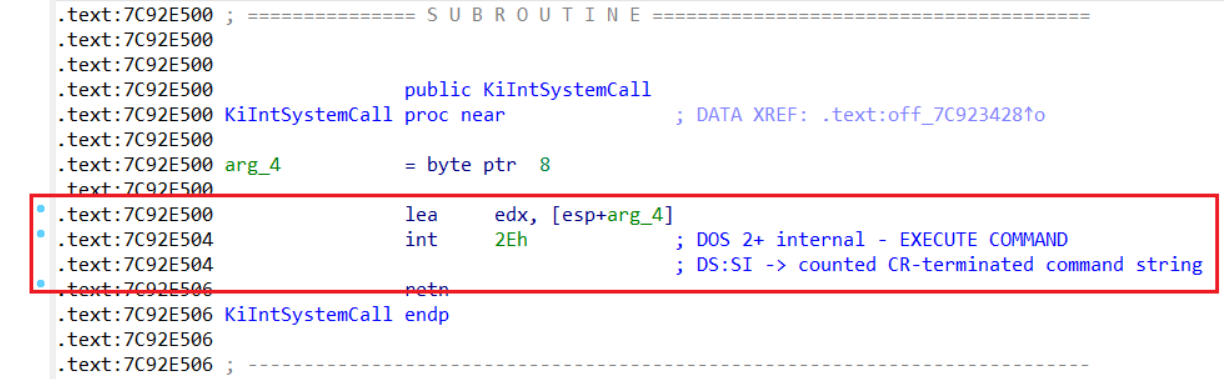 .text:7C92E500 ; =============== S U B R O U T I N E =======================================
.text:7C92E500
.text:7C92E500
.text:7C92E500 public KiIntSystemCall
.text:7C92E500 KiIntSystemCall proc near ; DATA XREF: .text:off_7C923428↑o
.text:7C92E500
.text:7C92E500 arg_4 = byte ptr 8
.text:7C92E500
.text:7C92E500 lea edx, [esp+arg_4]
.text:7C92E504 int 2Eh ; DOS 2+ internal - EXECUTE COMMAND
.text:7C92E504 ; DS:SI -> counted CR-terminated command string
.text:7C92E506 retn
.text:7C92E506 KiIntSystemCall endp
.text:7C92E506
.text:7C92E506 ; ---------------------------------------------------------------------------